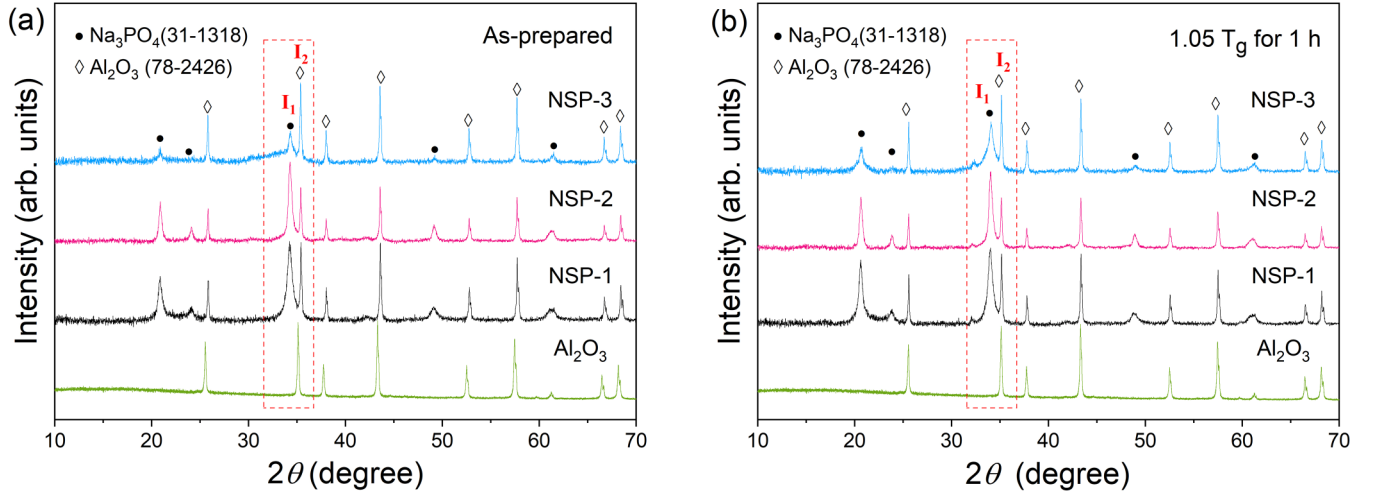 (a)
● Na₃PO₄(31-1318)
◊ Al₂O₃ (78-2426)
As-prepared
I₂
I₁
NSP-3
NSP-2
NSP-1
Al₂O₃
Intensity (arb. units)
10 20 30 40 50 60 70
2θ (degree)
(b)
● Na₃PO₄(31-1318)
◊ Al₂O₃ (78-2426)
1.05 Tg for 1 h
I₂
I₁
NSP-3
NSP-2
NSP-1
Al₂O₃
Intensity (arb. units)
10 20 30 40 50 60 70
2θ (degree)